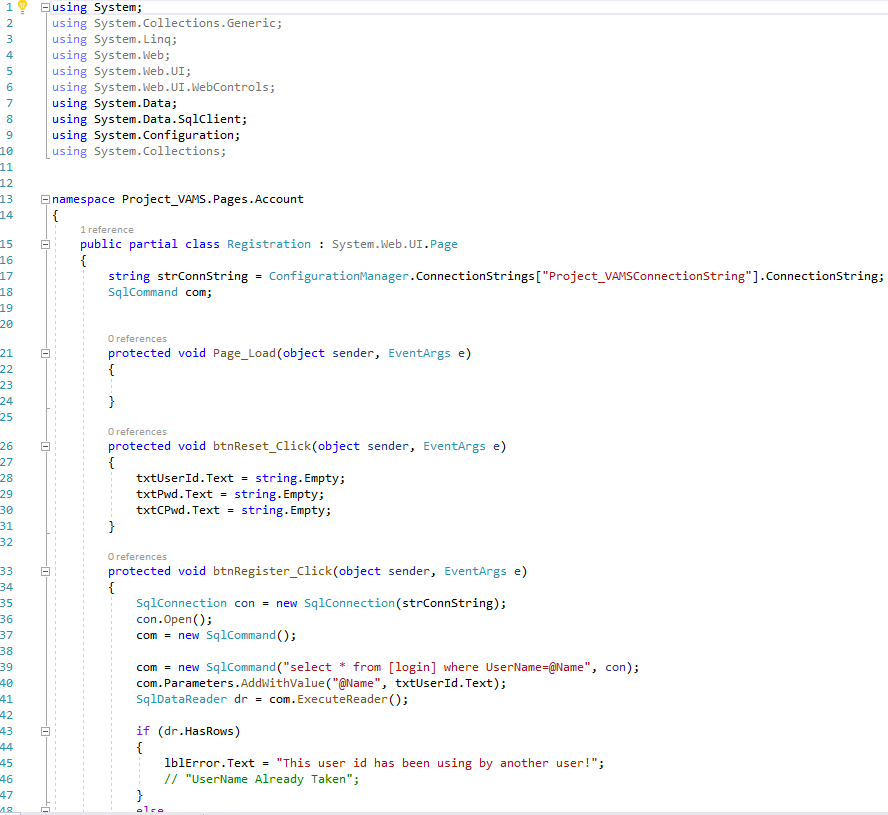 1 using System;
2 using System.Collections.Generic;
3 using System.Linq;
4 using System.Web;
5 using System.Web.UI;
6 using System.Web.UI.WebControls;
7 using System.Data;
8 using System.Data.SqlClient;
9 using System.Configuration;
10 using System.Collections;
11
12
13 namespace Project_VAMS.Pages.Account
14 {
1 reference
15 public partial class Registration : System.Web.UI.Page
16 {
17 string strConnString = ConfigurationManager.ConnectionStrings["Project_VAMSConnectionString"].ConnectionString;
18 SqlCommand com;
19
20
0 references
21 protected void Page_Load(object sender, EventArgs e)
22 {
23
24 }
25
0 references
26 protected void btnReset_Click(object sender, EventArgs e)
27 {
28 txtUserId.Text = string.Empty;
29 txtPwd.Text = string.Empty;
30 txtCPwd.Text = string.Empty;
31 }
32
0 references
33 protected void btnRegister_Click(object sender, EventArgs e)
34 {
35 SqlConnection con = new SqlConnection(strConnString);
36 con.Open();
37 com = new SqlCommand();
38
39 com = new SqlCommand("select * from [login] where UserName=@Name", con);
40 com.Parameters.AddWithValue("@Name", txtUserId.Text);
41 SqlDataReader dr = com.ExecuteReader();
42
43 if (dr.HasRows)
44 {
45 lblError.Text = "This user id has been using by another user!";
46 // "UserName Already Taken";
47 }
48 else